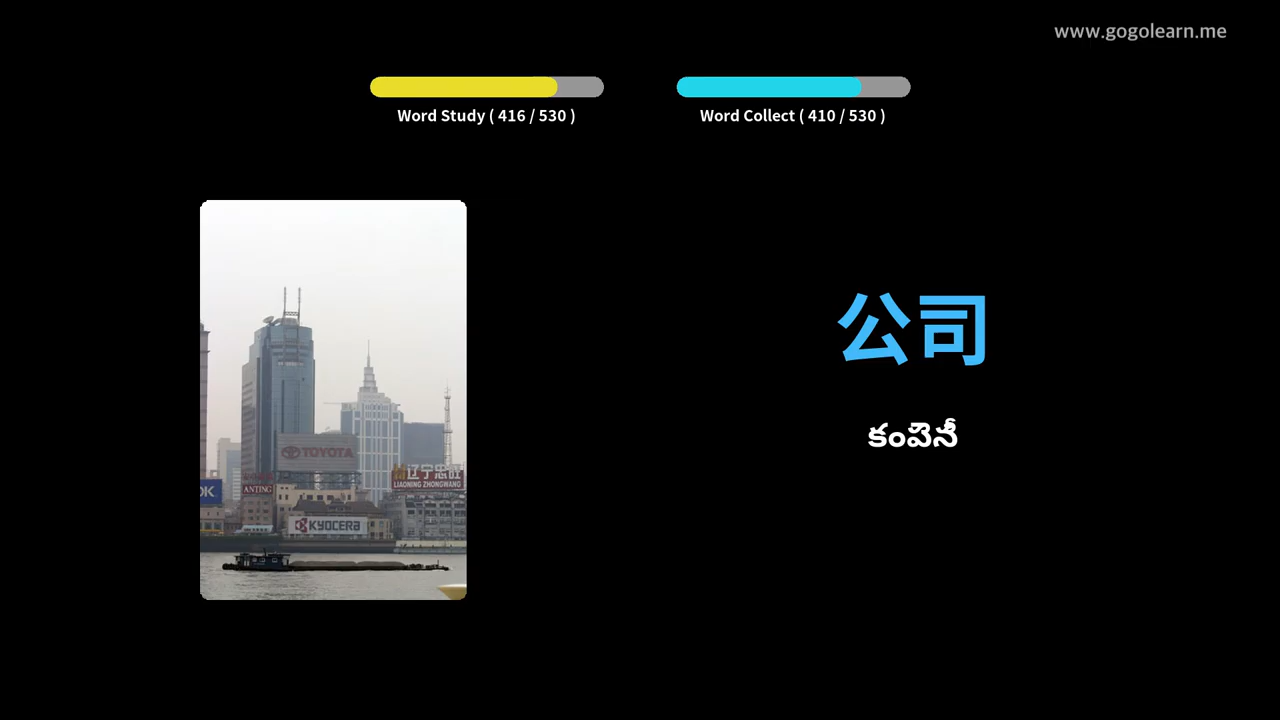 www.gogolearn.me
Word Study ( 416 / 530 )
Word Collect ( 410 / 530 )
公司
కంపెనీ
TOYOTA
辽宁忠旺
LIAONING ZHONGWANG
ANTING
KYOCERA